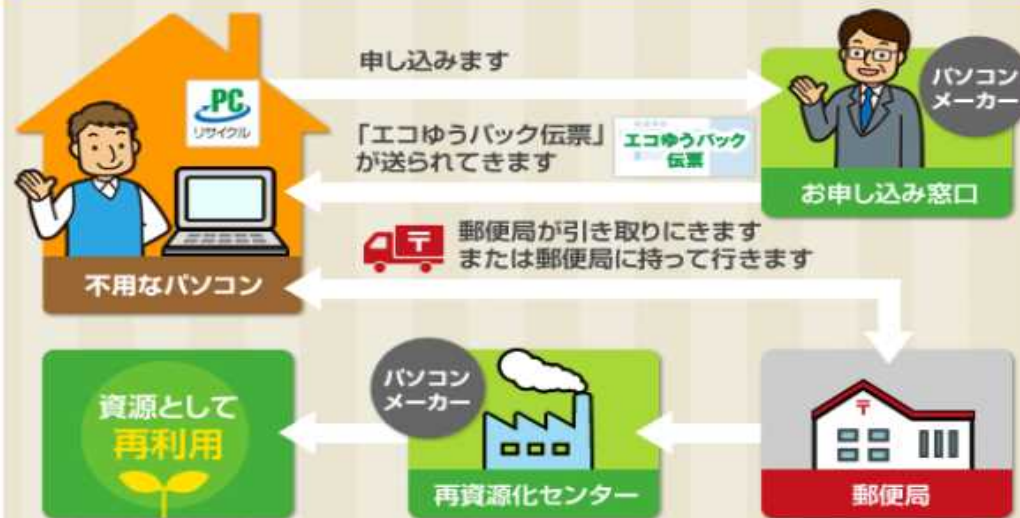 申し込みます
PC
リサイクル
パソコン
メーカー
「エコゆうパック伝票」
が送られてきます
エコゆうパック
伝票
お申し込み窓口
〒
郵便局が引き取りにきます
または郵便局に持って行きます
不用なパソコン
資源として
再利用
パソコン
メーカー
再資源化センター
〒
郵便局